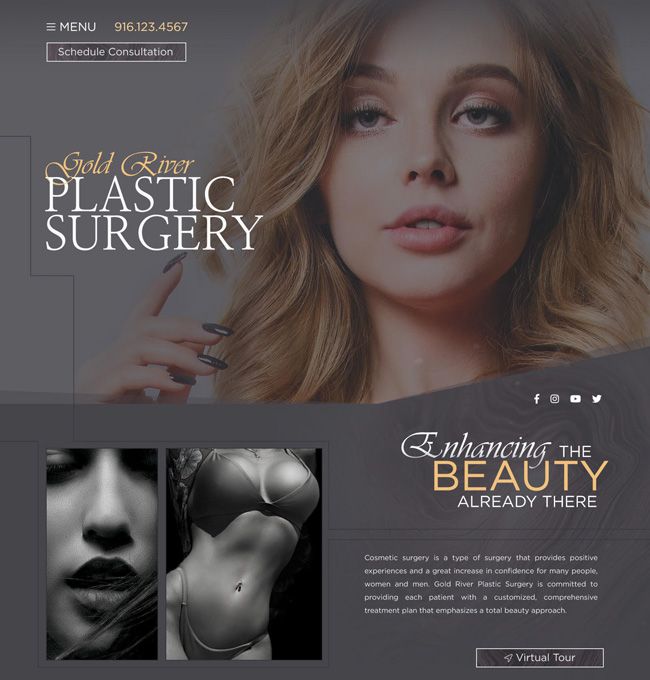 MENU 916.123.4567
Schedule Consultation
Gold River
PLASTIC
SURGERY
Enhancing THE
BEAUTY
ALREADY THERE
Cosmetic surgery is a type of surgery that provides positive
experiences and a great increase in confidence for many people,
women and men. Gold River Plastic Surgery is committed to
providing each patient with a customized, comprehensive
treatment plan that emphasizes a total beauty approach.
Virtual Tour